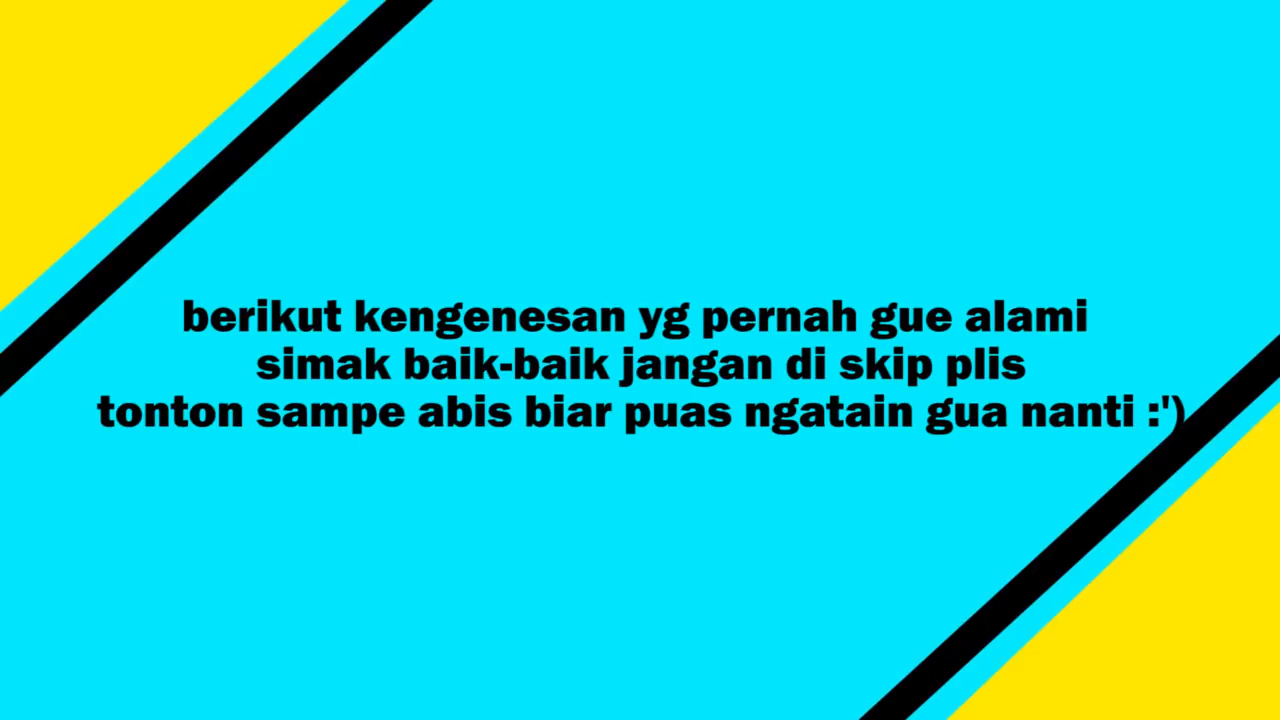 berikut kengenesan yg pernah gue alami
simak baik-baik jangan di skip plis
tonton sampe abis biar puas ngatain gua nanti :')